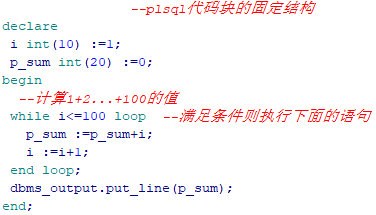 --plsql代码块的固定结构
declare
i int(10) :=1;
p_sum int(20) :=0;
begin
--计算1+2...+100的值
while i<=100 loop --满足条件则执行下面的语句
p_sum :=p_sum+i;
i :=i+1;
end loop;
dbms_output.put_line(p_sum);
end;